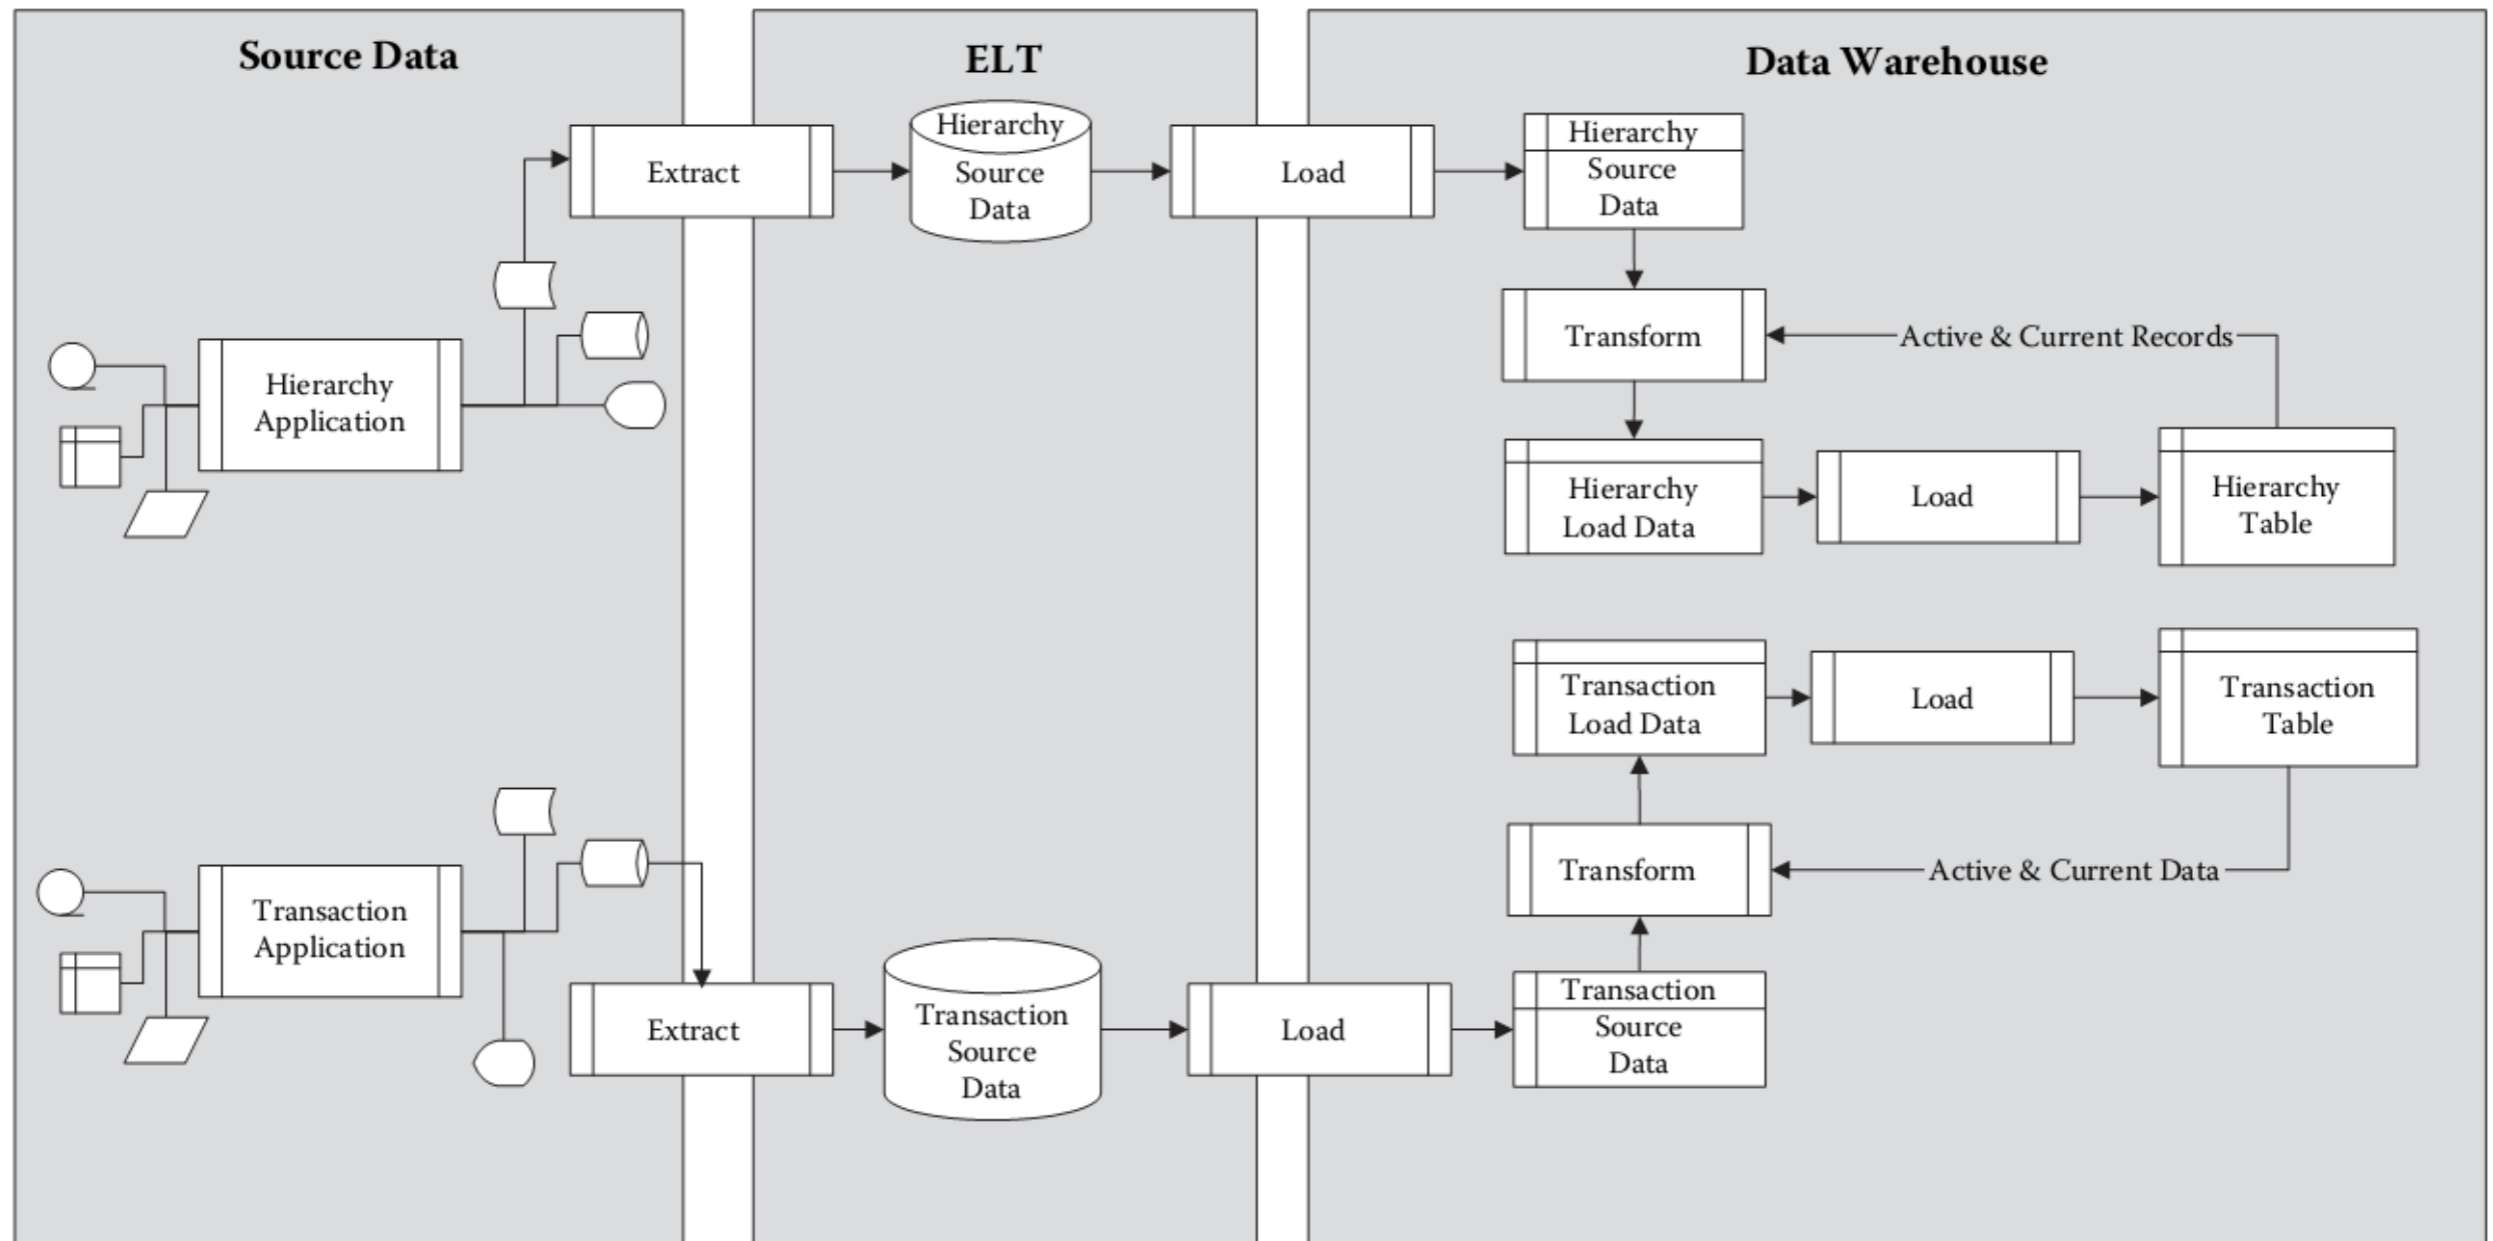 Source Data
ELT
Data Warehouse
Extract
Hierarchy
Source
Data
Load
Hierarchy
Source
Data
Transform
Active & Current Records
Hierarchy
Application
Hierarchy
Load Data
Load
Hierarchy
Table
Transaction
Load Data
Load
Transaction
Table
Transform
Active & Current Data
Transaction
Application
Extract
Transaction
Source
Data
Load
Transaction
Source
Data